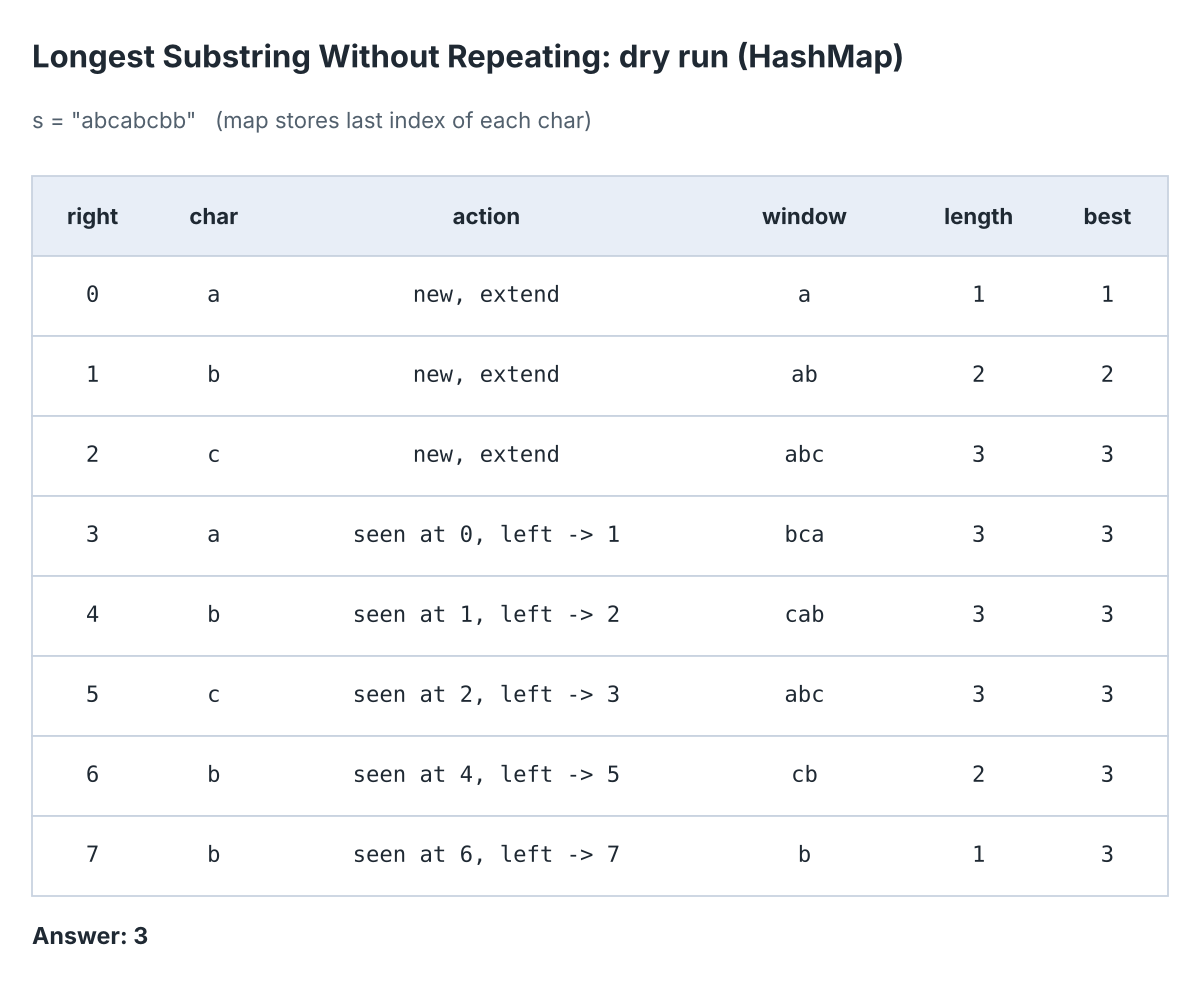 Longest Substring Without Repeating: dry run (HashMap)
s = "abcabcbb"   (map stores last index of each char)
right char action window length best
0 a new, extend a 1 1
1 b new, extend ab 2 2
2 c new, extend abc 3 3
3 a seen at 0, left -> 1 bca 3 3
4 b seen at 1, left -> 2 cab 3 3
5 c seen at 2, left -> 3 abc 3 3
6 b seen at 4, left -> 5 cb 2 3
7 b seen at 6, left -> 7 b 1 3
Answer: 3